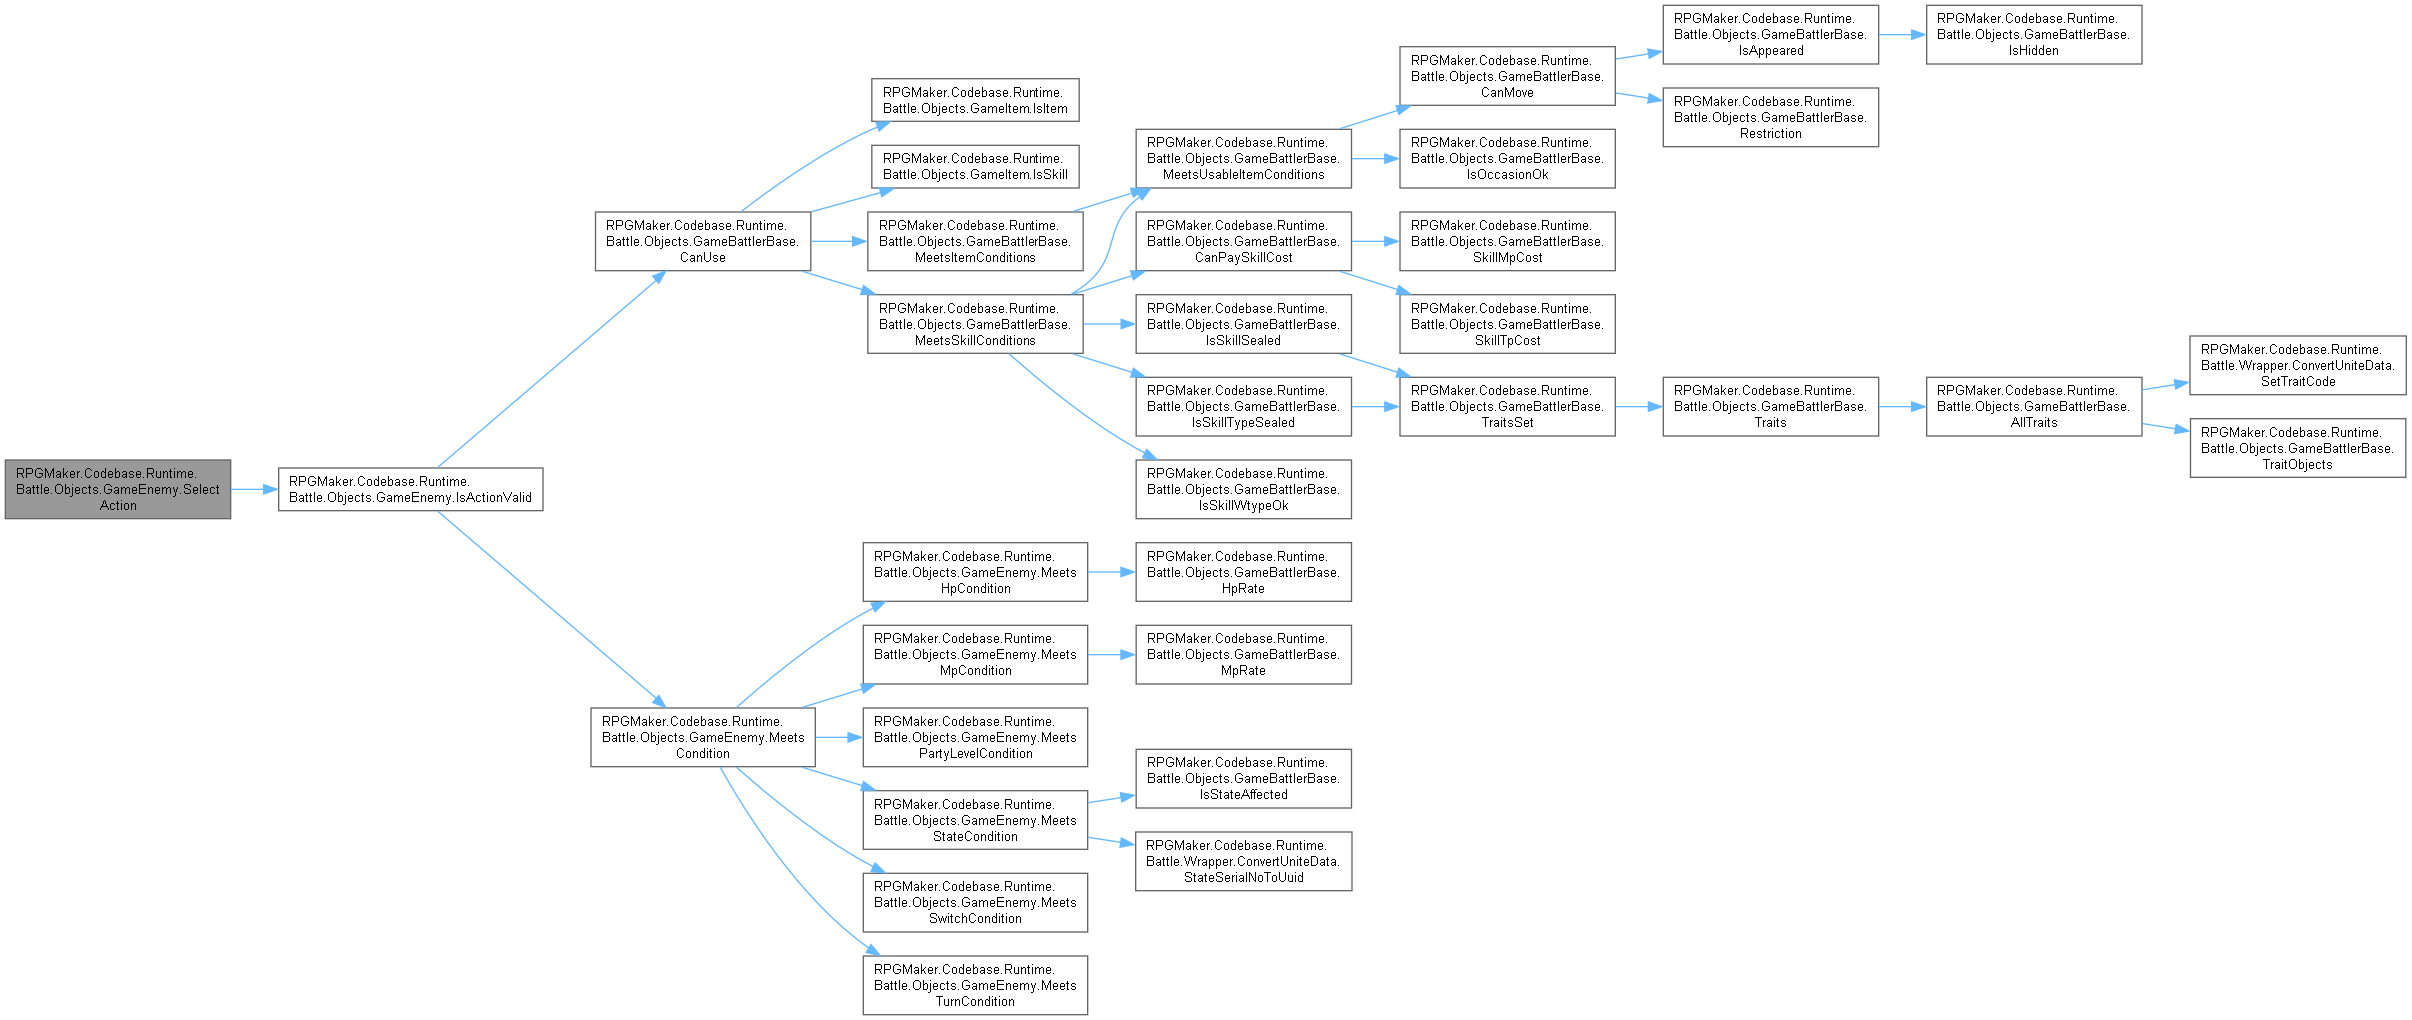 RPGMaker.Codebase.Runtime.
Battle.Objects.GameEnemy.Select
Action
RPGMaker.Codebase.Runtime.
Battle.Objects.GameEnemy.IsActionValid
RPGMaker.Codebase.Runtime.
Battle.Objects.GameBattlerBase.
CanUse
RPGMaker.Codebase.Runtime.
Battle.Objects.GameItem.IsItem
RPGMaker.Codebase.Runtime.
Battle.Objects.GameItem.IsSkill
RPGMaker.Codebase.Runtime.
Battle.Objects.GameBattlerBase.
MeetsItemConditions
RPGMaker.Codebase.Runtime.
Battle.Objects.GameBattlerBase.
MeetsSkillConditions
RPGMaker.Codebase.Runtime.
Battle.Objects.GameBattlerBase.
MeetsUsableItemConditions
RPGMaker.Codebase.Runtime.
Battle.Objects.GameBattlerBase.
CanPaySkillCost
RPGMaker.Codebase.Runtime.
Battle.Objects.GameBattlerBase.
IsSkillSealed
RPGMaker.Codebase.Runtime.
Battle.Objects.GameBattlerBase.
IsSkillTypeSealed
RPGMaker.Codebase.Runtime.
Battle.Objects.GameBattlerBase.
IsSkillWtypeOk
RPGMaker.Codebase.Runtime.
Battle.Objects.GameBattlerBase.
CanMove
RPGMaker.Codebase.Runtime.
Battle.Objects.GameBattlerBase.
IsOccasionOk
RPGMaker.Codebase.Runtime.
Battle.Objects.GameBattlerBase.
SkillMpCost
RPGMaker.Codebase.Runtime.
Battle.Objects.GameBattlerBase.
SkillTpCost
RPGMaker.Codebase.Runtime.
Battle.Objects.GameBattlerBase.
TraitsSet
RPGMaker.Codebase.Runtime.
Battle.Objects.GameBattlerBase.
IsAppeared
RPGMaker.Codebase.Runtime.
Battle.Objects.GameBattlerBase.
Restriction
RPGMaker.Codebase.Runtime.
Battle.Objects.GameBattlerBase.
Traits
RPGMaker.Codebase.Runtime.
Battle.Objects.GameBattlerBase.
IsHidden
RPGMaker.Codebase.Runtime.
Battle.Objects.GameBattlerBase.
AllTraits
RPGMaker.Codebase.Runtime.
Battle.Wrapper.ConvertUniteData.
SetTraitCode
RPGMaker.Codebase.Runtime.
Battle.Objects.GameBattlerBase.
TraitObjects
RPGMaker.Codebase.Runtime.
Battle.Objects.GameEnemy.Meets
Condition
RPGMaker.Codebase.Runtime.
Battle.Objects.GameEnemy.Meets
HpCondition
RPGMaker.Codebase.Runtime.
Battle.Objects.GameEnemy.Meets
MpCondition
RPGMaker.Codebase.Runtime.
Battle.Objects.GameEnemy.Meets
PartyLevelCondition
RPGMaker.Codebase.Runtime.
Battle.Objects.GameEnemy.Meets
StateCondition
RPGMaker.Codebase.Runtime.
Battle.Objects.GameEnemy.Meets
SwitchCondition
RPGMaker.Codebase.Runtime.
Battle.Objects.GameEnemy.Meets
TurnCondition
RPGMaker.Codebase.Runtime.
Battle.Objects.GameBattlerBase.
HpRate
RPGMaker.Codebase.Runtime.
Battle.Objects.GameBattlerBase.
MpRate
RPGMaker.Codebase.Runtime.
Battle.Objects.GameBattlerBase.
IsStateAffected
RPGMaker.Codebase.Runtime.
Battle.Wrapper.ConvertUniteData.
StateSerialNoToUuid